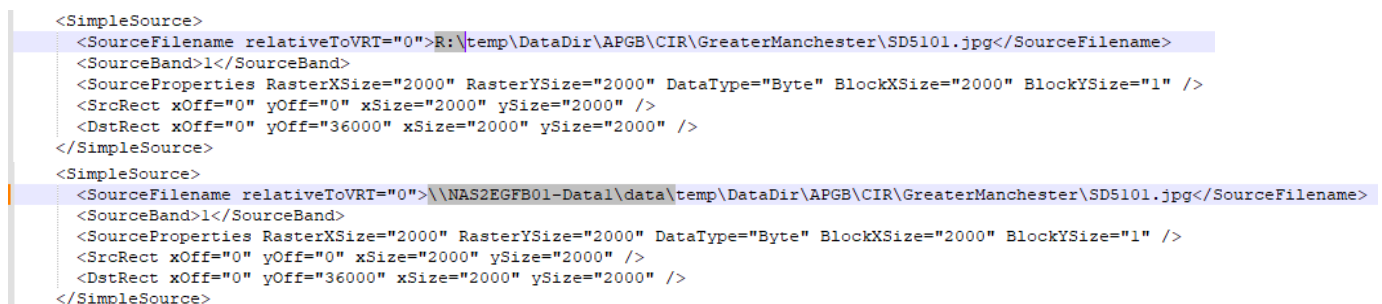 <SimpleSource>
<SourceFilename relativeToVRT="0">R:\temp\DataDir\APGB\CIR\GreaterManchester\SD5101.jpg</SourceFilename>
<SourceBand>1</SourceBand>
<SourceProperties RasterXSize="2000" RasterYSize="2000" DataType="Byte" BlockXSize="2000" BlockYSize="1" />
<SrcRect xOff="0" yOff="0" xSize="2000" ySize="2000" />
<DstRect xOff="0" yOff="36000" xSize="2000" ySize="2000" />
</SimpleSource>
<SimpleSource>
<SourceFilename relativeToVRT="0">\\NAS2EGFB01-Data1\data\temp\DataDir\APGB\CIR\GreaterManchester\SD5101.jpg</SourceFilename>
<SourceBand>1</SourceBand>
<SourceProperties RasterXSize="2000" RasterYSize="2000" DataType="Byte" BlockXSize="2000" BlockYSize="1" />
<SrcRect xOff="0" yOff="0" xSize="2000" ySize="2000" />
<DstRect xOff="0" yOff="36000" xSize="2000" ySize="2000" />
</SimpleSource>